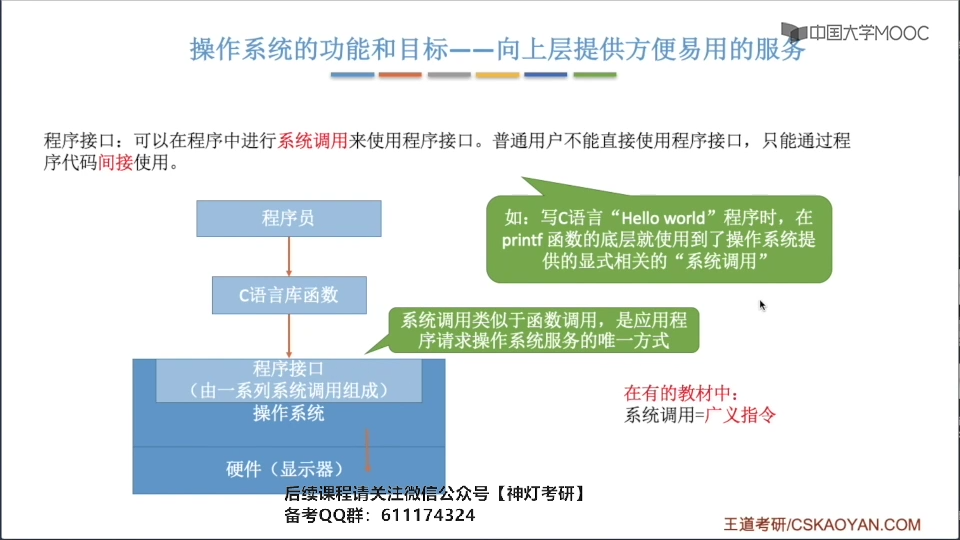 中国大学MOOC
操作系统的功能和目标——向上层提供方便易用的服务
程序接口：可以在程序中进行系统调用来使用程序接口。普通用户不能直接使用程序接口，只能通过程
序代码间接使用。
程序员
如：写C语言“Hello world”程序时，在
printf 函数的底层就使用到了操作系统提
供的显式相关的“系统调用”
C语言库函数
系统调用类似于函数调用，是应用程
序请求操作系统服务的唯一方式
程序接口
（由一系列系统调用组成）
操作系统
在有的教材中：
系统调用=广义指令
硬件（显示器）
后续课程请关注微信公众号【神灯考研】
备考QQ群：611174324
王道考研/CSKAOYAN.COM